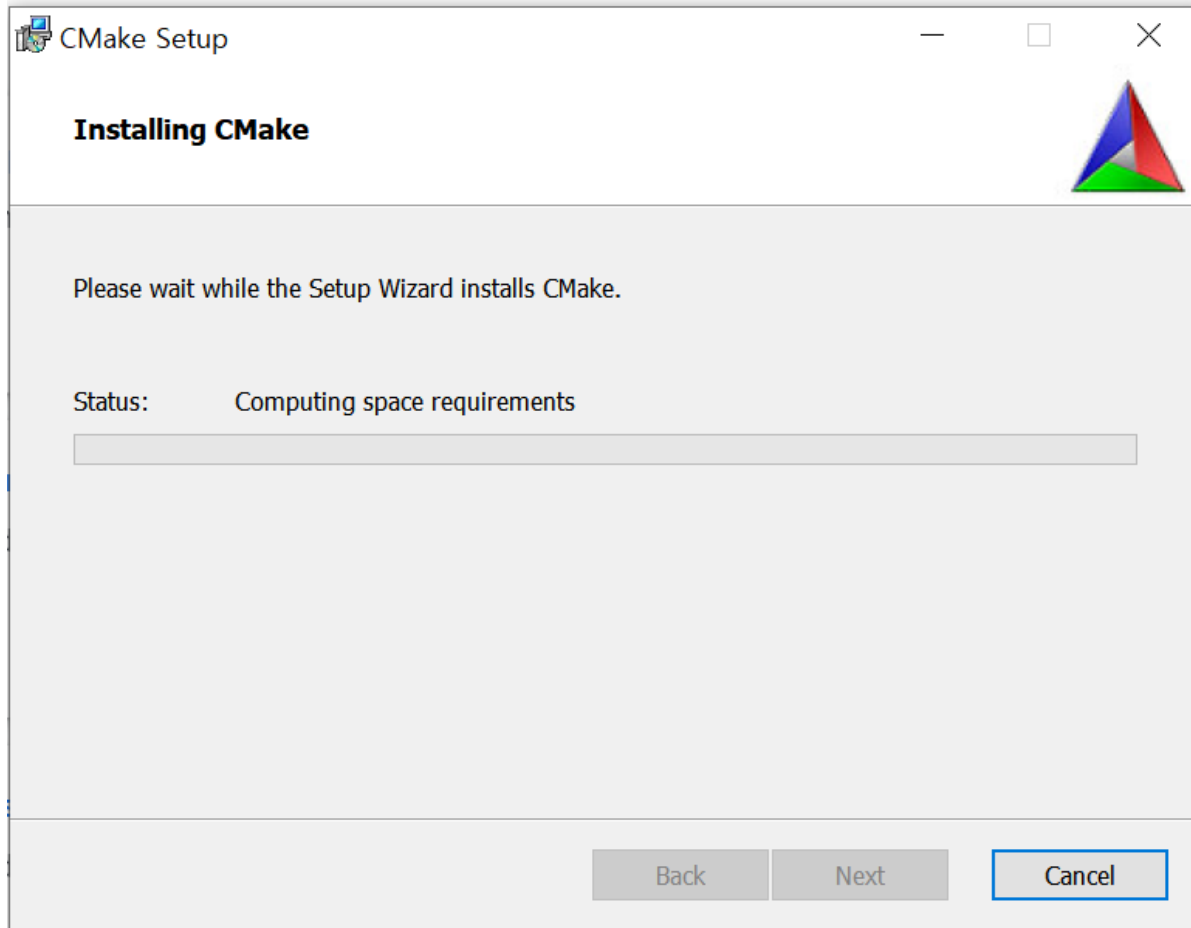 CMake Setup
Installing CMake
Please wait while the Setup Wizard installs CMake.
Status: Computing space requirements
Back Next Cancel